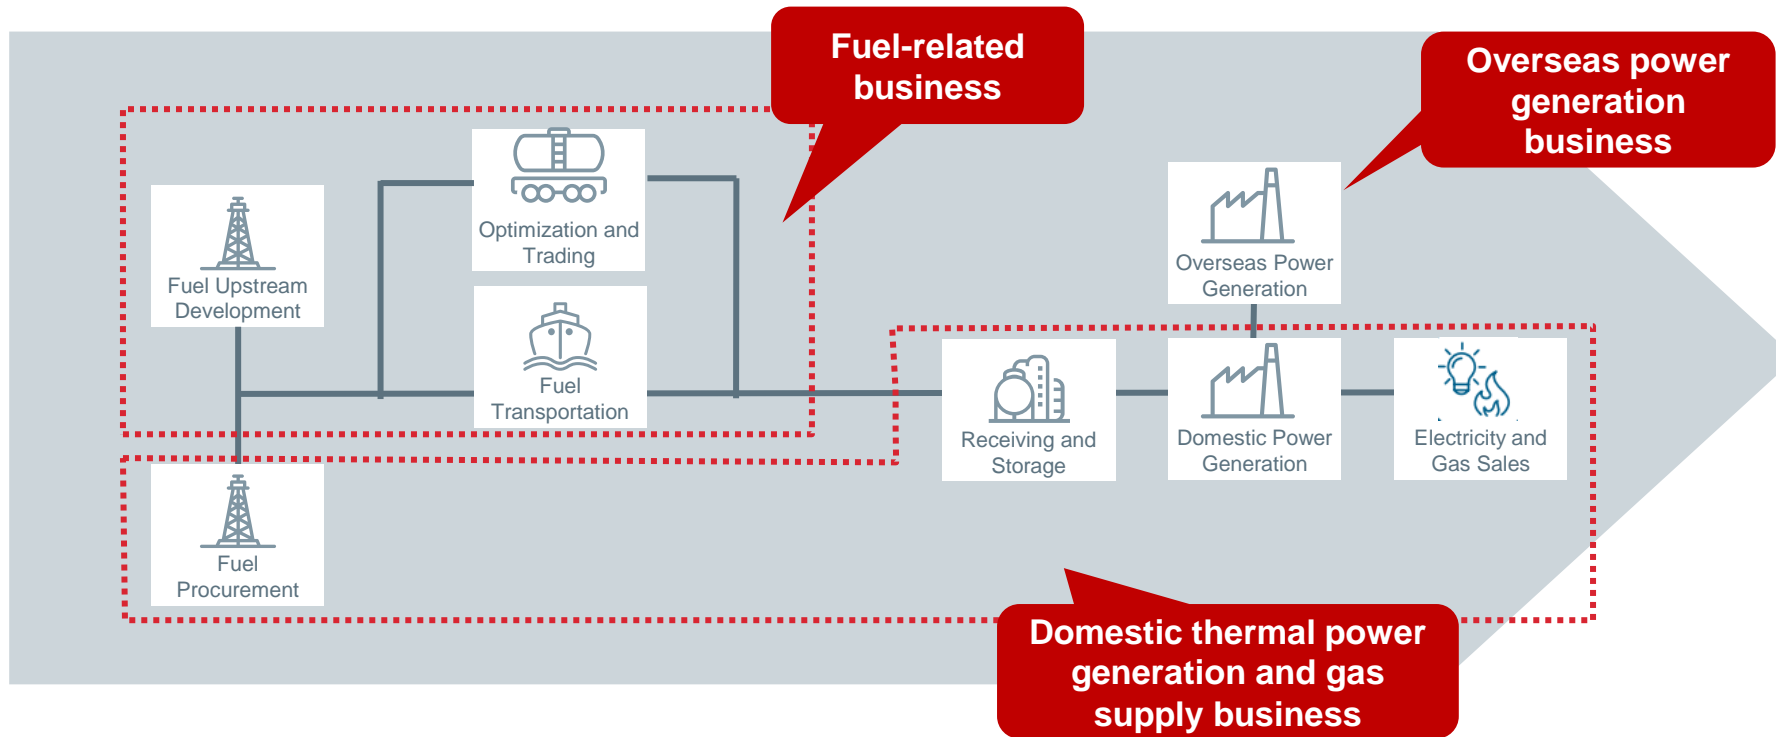 Fuel-related
business
Overseas power
generation
business
Optimization and
Trading
Fuel Upstream
Development
Fuel
Transportation
Overseas Power
Generation
Receiving and
Storage
Domestic Power
Generation
Electricity and
Gas Sales
Fuel
Procurement
Domestic thermal power
generation and gas
supply business